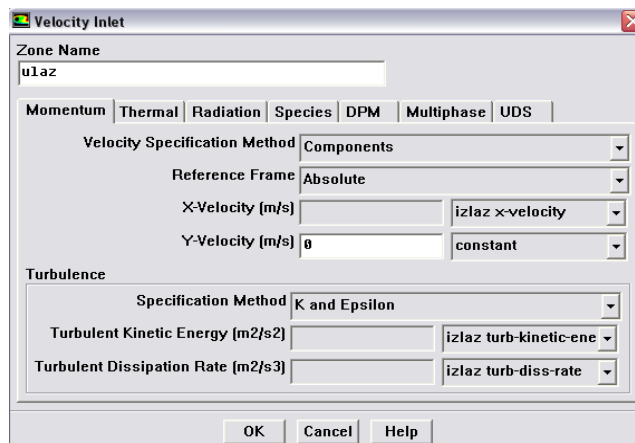 Velocity Inlet
Zone Name
ulaz
Momentum Thermal Radiation Species DPM Multiphase UDS
Velocity Specification Method Components
Reference Frame Absolute
X-Velocity (m/s) izlaz x-velocity
Y-Velocity (m/s) 0 constant
Turbulence
Specification Method K and Epsilon
Turbulent Kinetic Energy (m2/s2) izlaz turb-kinetic-ene
Turbulent Dissipation Rate (m2/s3) izlaz turb-diss-rate
OK Cancel Help